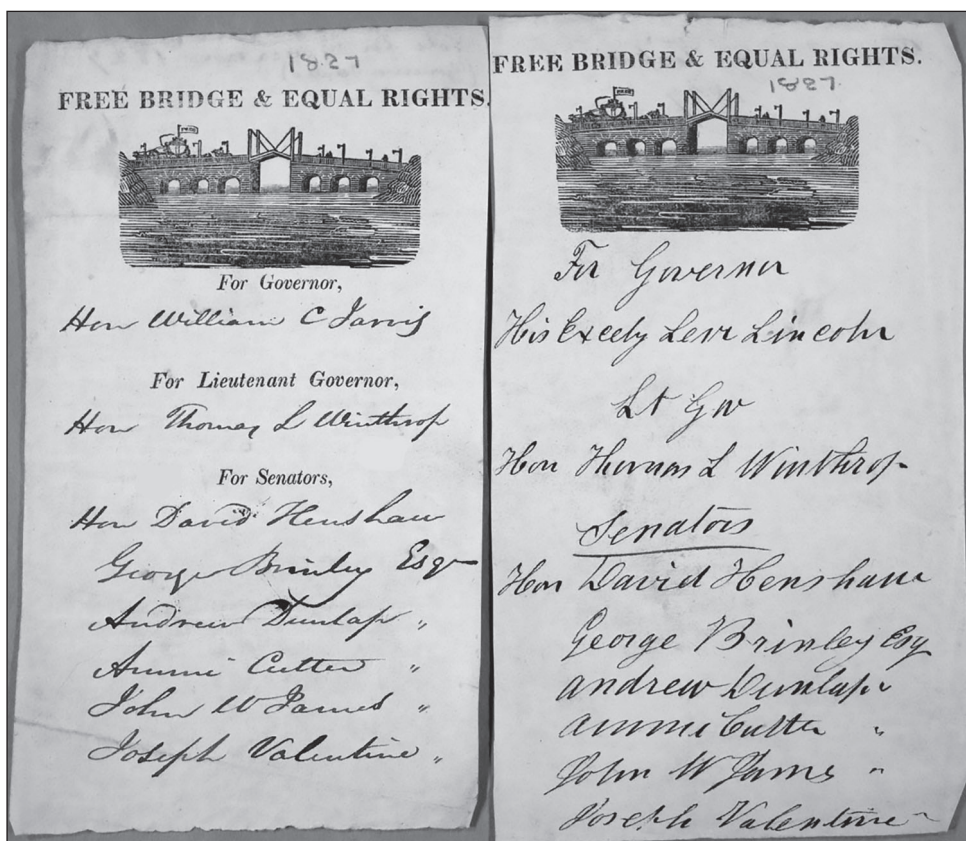 1827
FREE BRIDGE & EQUAL RIGHTS.
For Governor,
Hon William C Jarvis
For Lieutenant Governor,
Hon Thomas L Winthrop
For Senators,
Hon David Henshaw
George Brinley Esqr
Andrew Dunlap "
Ammi Cutter "
John W James "
Joseph Valentine "
FREE BRIDGE & EQUAL RIGHTS.
1827.
For Governor
His Excely Levi Lincoln
Lt Gov
Hon Thomas L Winthrop
Senators
Hon David Henshaw
George Brinley Esq
Andrew Dunlap "
Ammi Cutter "
John W James "
Joseph Valentine "